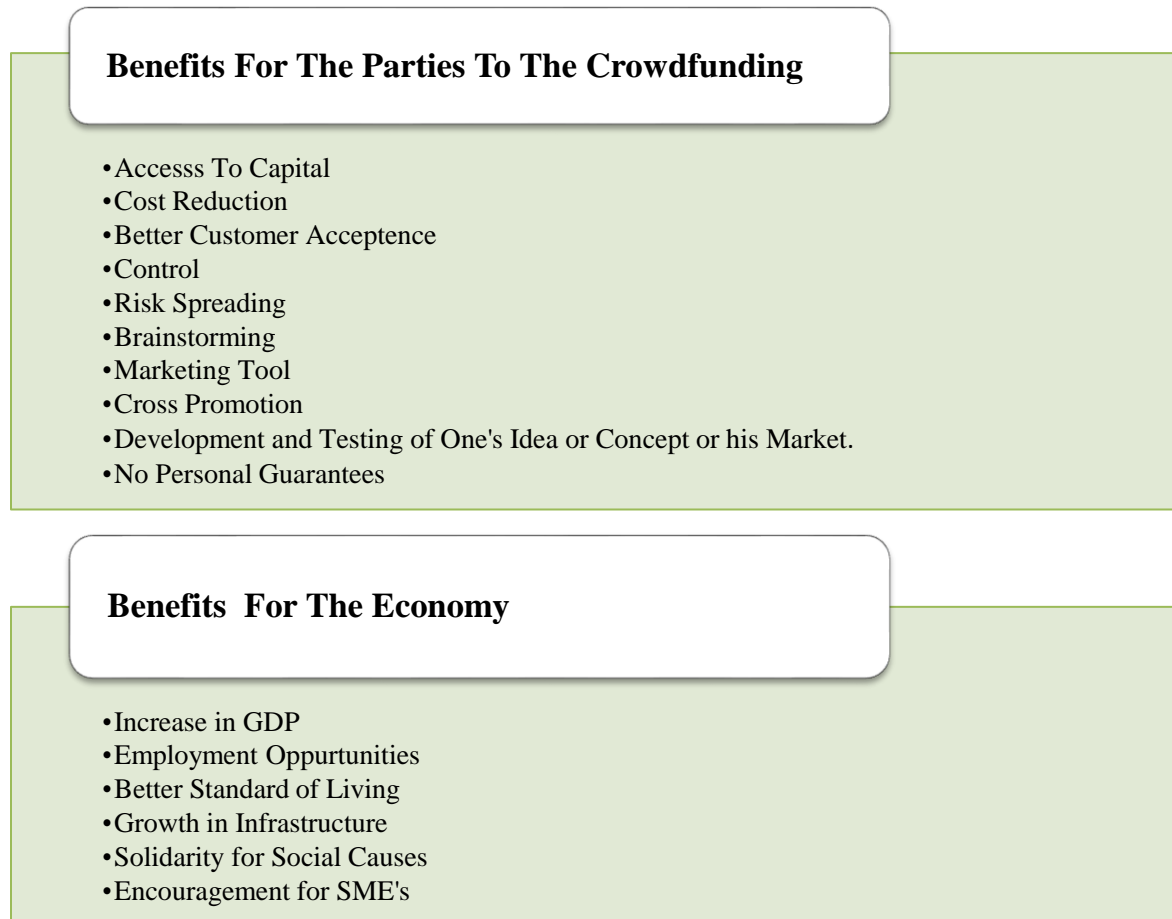 Benefits For The Parties To The Crowdfunding
•Accesss To Capital
•Cost Reduction
•Better Customer Acceptence
•Control
•Risk Spreading
•Brainstorming
•Marketing Tool
•Cross Promotion
•Development and Testing of One's Idea or Concept or his Market.
•No Personal Guarantees
Benefits For The Economy
•Increase in GDP
•Employment Oppurtunities
•Better Standard of Living
•Growth in Infrastructure
•Solidarity for Social Causes
•Encouragement for SME's